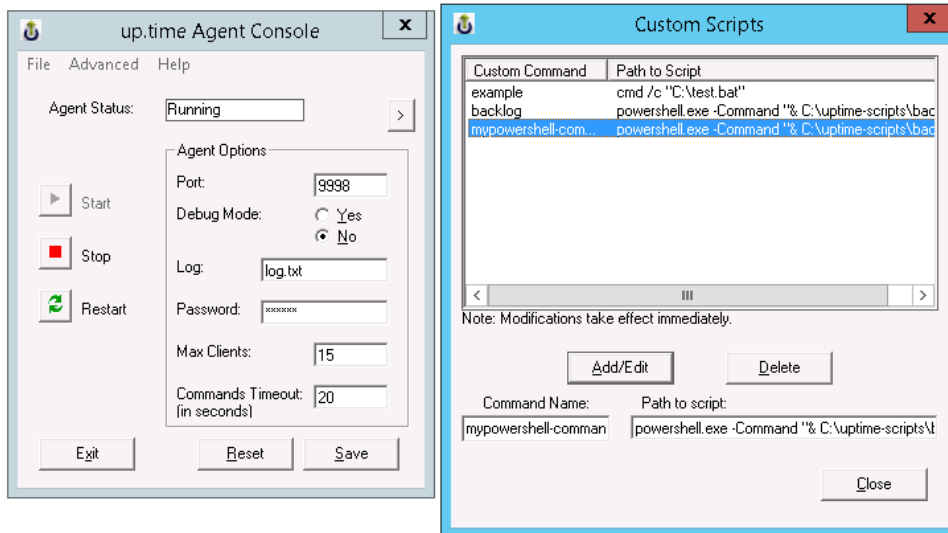 up.time Agent Console
x
File Advanced Help
Agent Status: Running
>
Agent Options
Port: 9998
Debug Mode: Yes
No
Log: log.txt
Password: ******
Max Clients: 15
Commands Timeout: 20
(in seconds)
Start
Stop
Restart
Exit Reset Save
Custom Scripts
x
Custom Command Path to Script
example cmd /c "C:\test.bat"
backlog powershell.exe -Command "& C:\uptime-scripts\bac
mypowershell-com... powershell.exe -Command "& C:\uptime-scripts\bac
Note: Modifications take effect immediately.
Add/Edit Delete
Command Name: Path to script:
mypowershell-comman powershell.exe -Command "& C:\uptime-scripts\b
Close